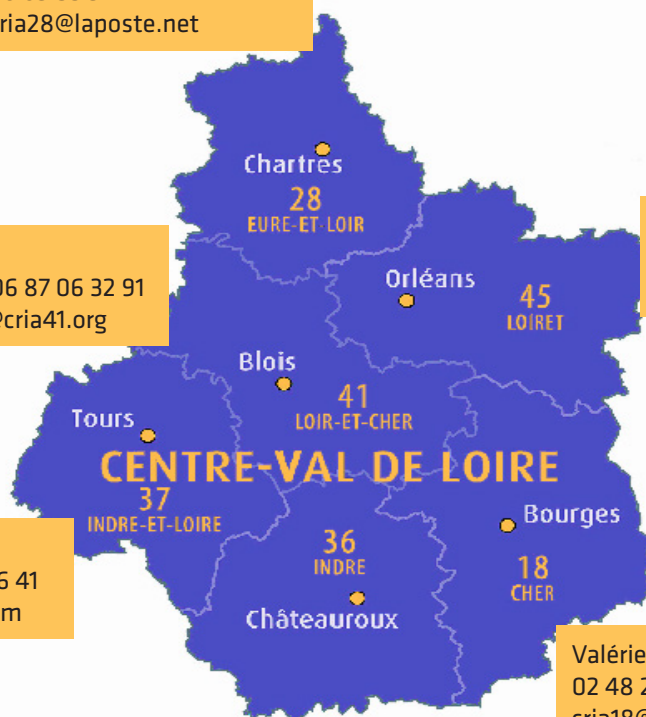 ria28@laposte.net
Chartres
28
EURE-ET-LOIR
06 87 06 32 91
@cria41.org
Orléans
45
LOIRET
Blois
41
LOIR-ET-CHER
Tours
CENTRE-VAL DE LOIRE
37
INDRE-ET-LOIRE
Bourges
36
INDRE
18
CHER
6 41
m
Châteauroux
Valérie
02 48 2